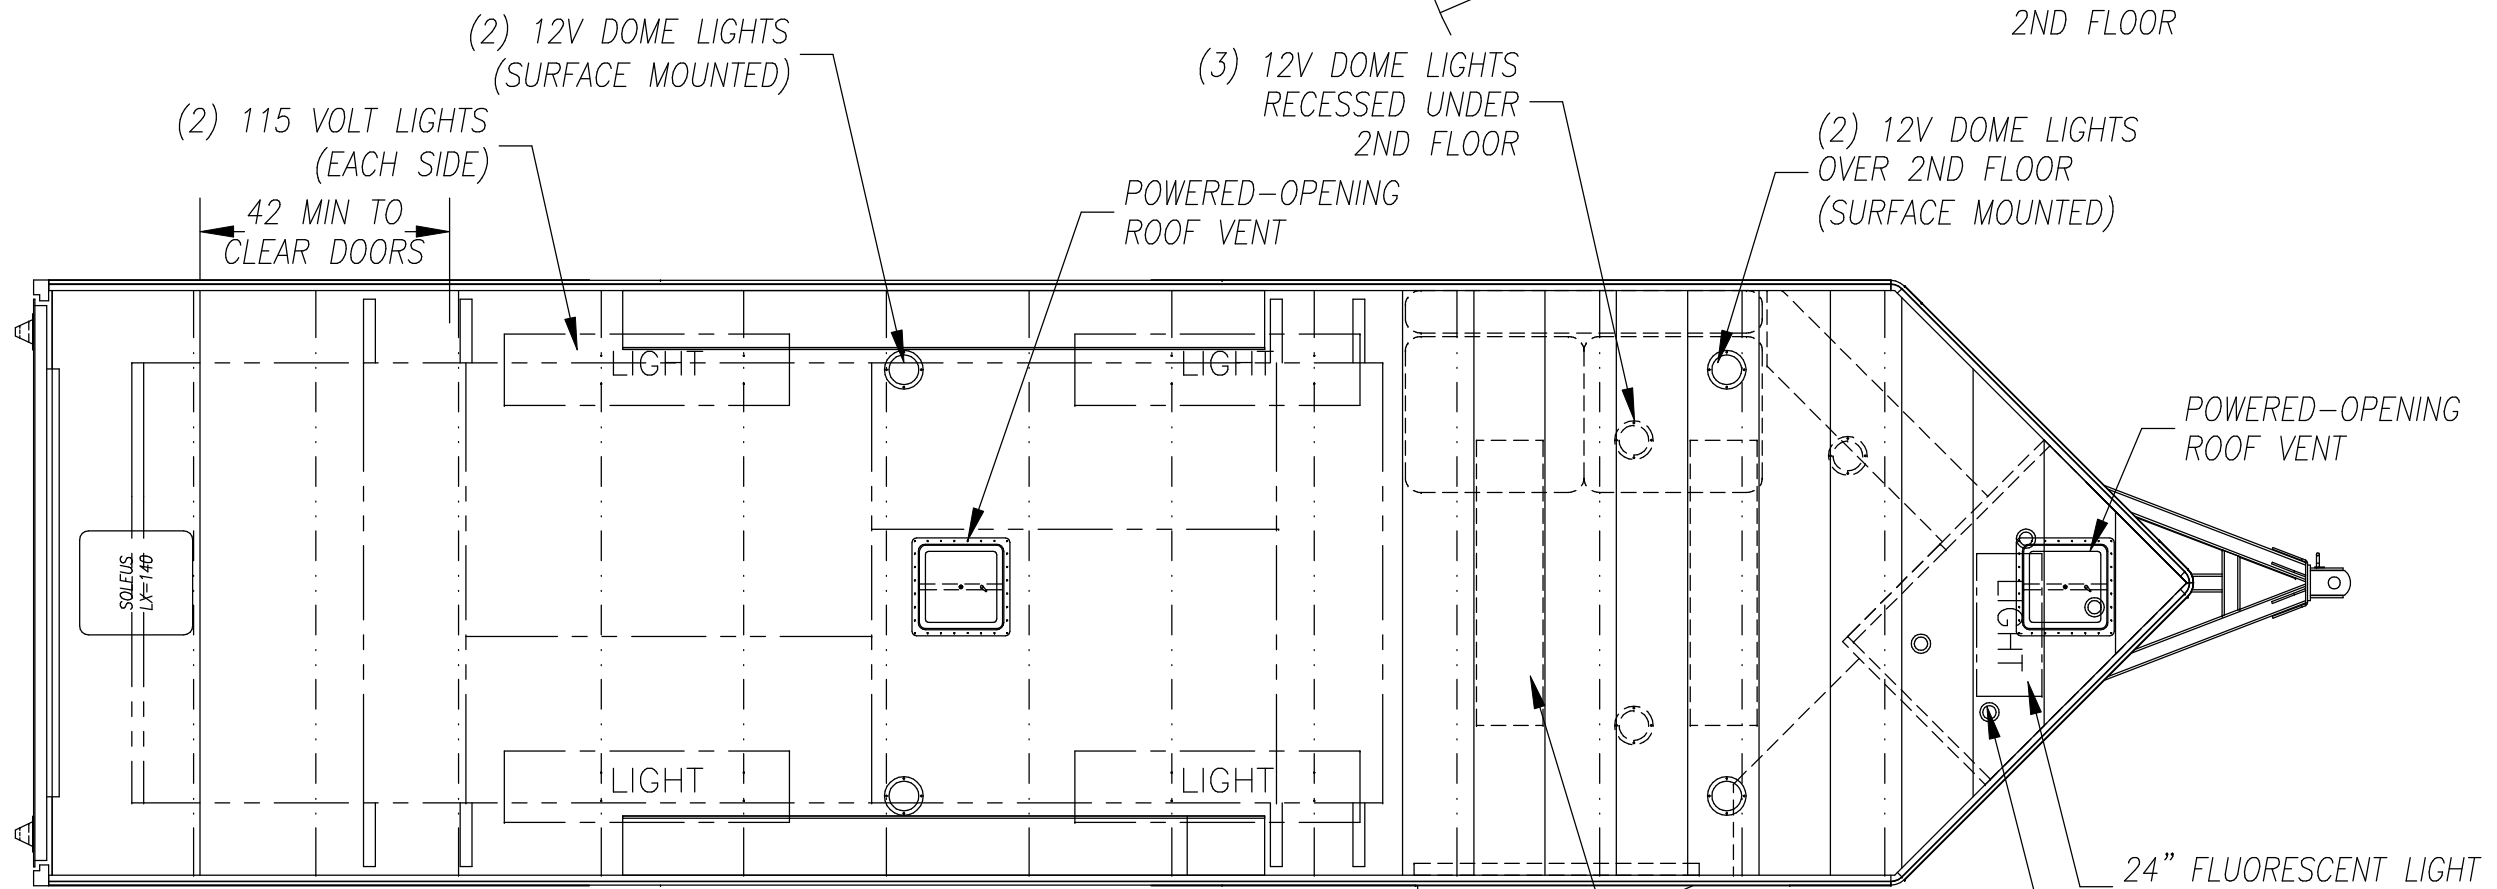 2ND FLOOR
(2) 12V DOME LIGHTS
(SURFACE MOUNTED)
(3) 12V DOME LIGHTS
RECESSED UNDER
2ND FLOOR
(2) 115 VOLT LIGHTS
(EACH SIDE)
(2) 12V DOME LIGHTS
OVER 2ND FLOOR
(SURFACE MOUNTED)
POWERED-OPENING
ROOF VENT
42 MIN TO
CLEAR DOORS
LIGHT
LIGHT
POWERED-OPENING
ROOF VENT
SOLEUS
LX-140
LIGHT
LIGHT
LIGHT
24" FLUORESCENT LIGHT